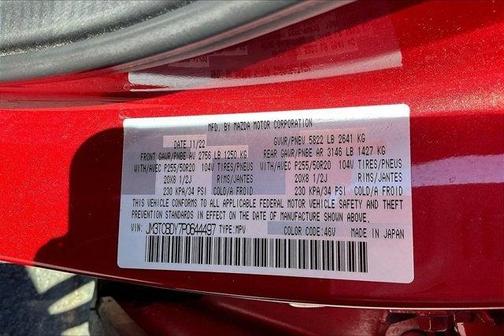 MFD. BY MAZDA MOTOR CORPORATION
DATE 11/22 GVWR/PNBV 5822 LB 2641 KG
FRONT GAWR/PNBE AV 2756 LB 1250 KG REAR GAWR/PNBE AR 3146 LB 1427 KG
WITH/AVEC P255/50R20 104V TIRES/PNEUS WITH/AVEC P255/50R20 104V TIRES/PNEUS
20X8 1/2J RIMS/JANTES 20X8 1/2J RIMS/JANTES
230 KPA/34 PSI COLD/A FROID 230 KPA/34 PSI COLD/A FROID
THIS VEHICLE CONFORMS TO ALL APPLICABLE FEDERAL MOTOR VEHICLE SAFETY AND THEFT
PREVENTION STANDARDS IN EFFECT ON THE DATE OF MANUFACTURE SHOWN ABOVE.
VIN: JM3TCBDY7P0644497 TYPE: MPV COLOR CODE: 46V MADE IN JAPAN